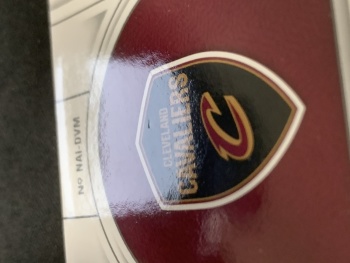 CLEVELAND
CAVALIERS
C
Nº NAI-DVM